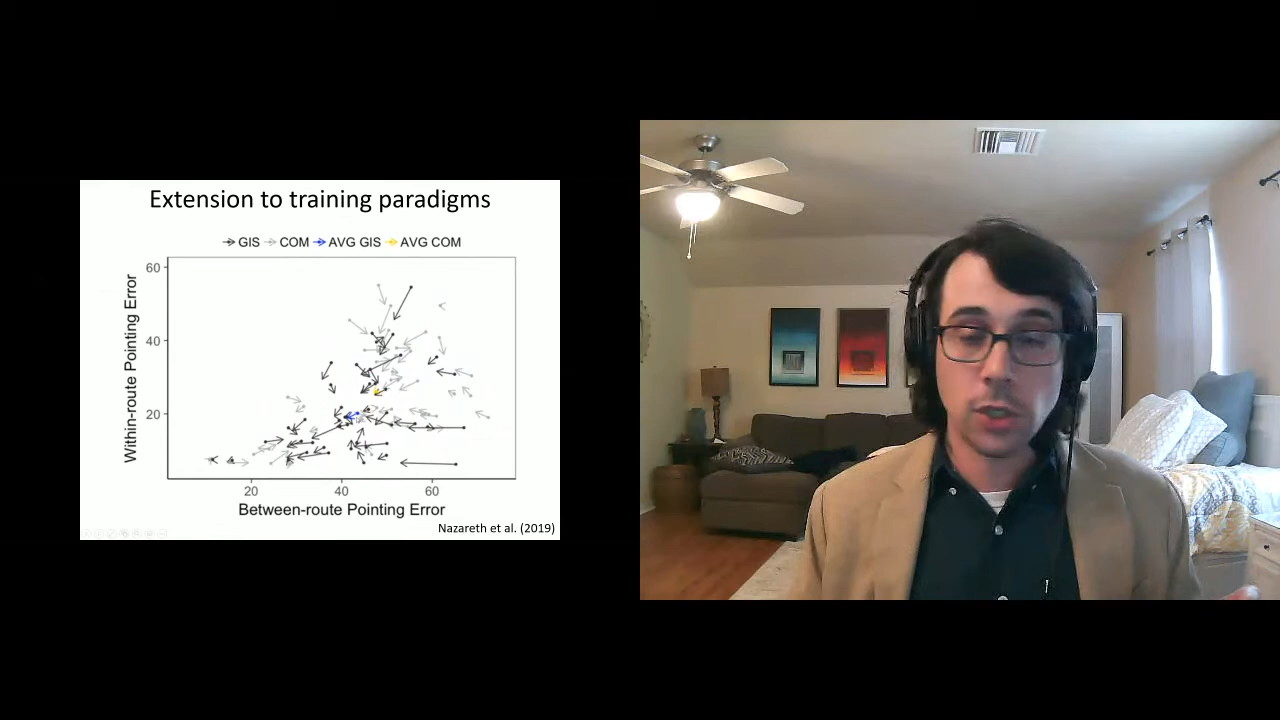 Extension to training paradigms
GIS COM AVG GIS AVG COM
60
40
20
Within-route Pointing Error
20 40 60
Between-route Pointing Error
Nazareth et al. (2019)